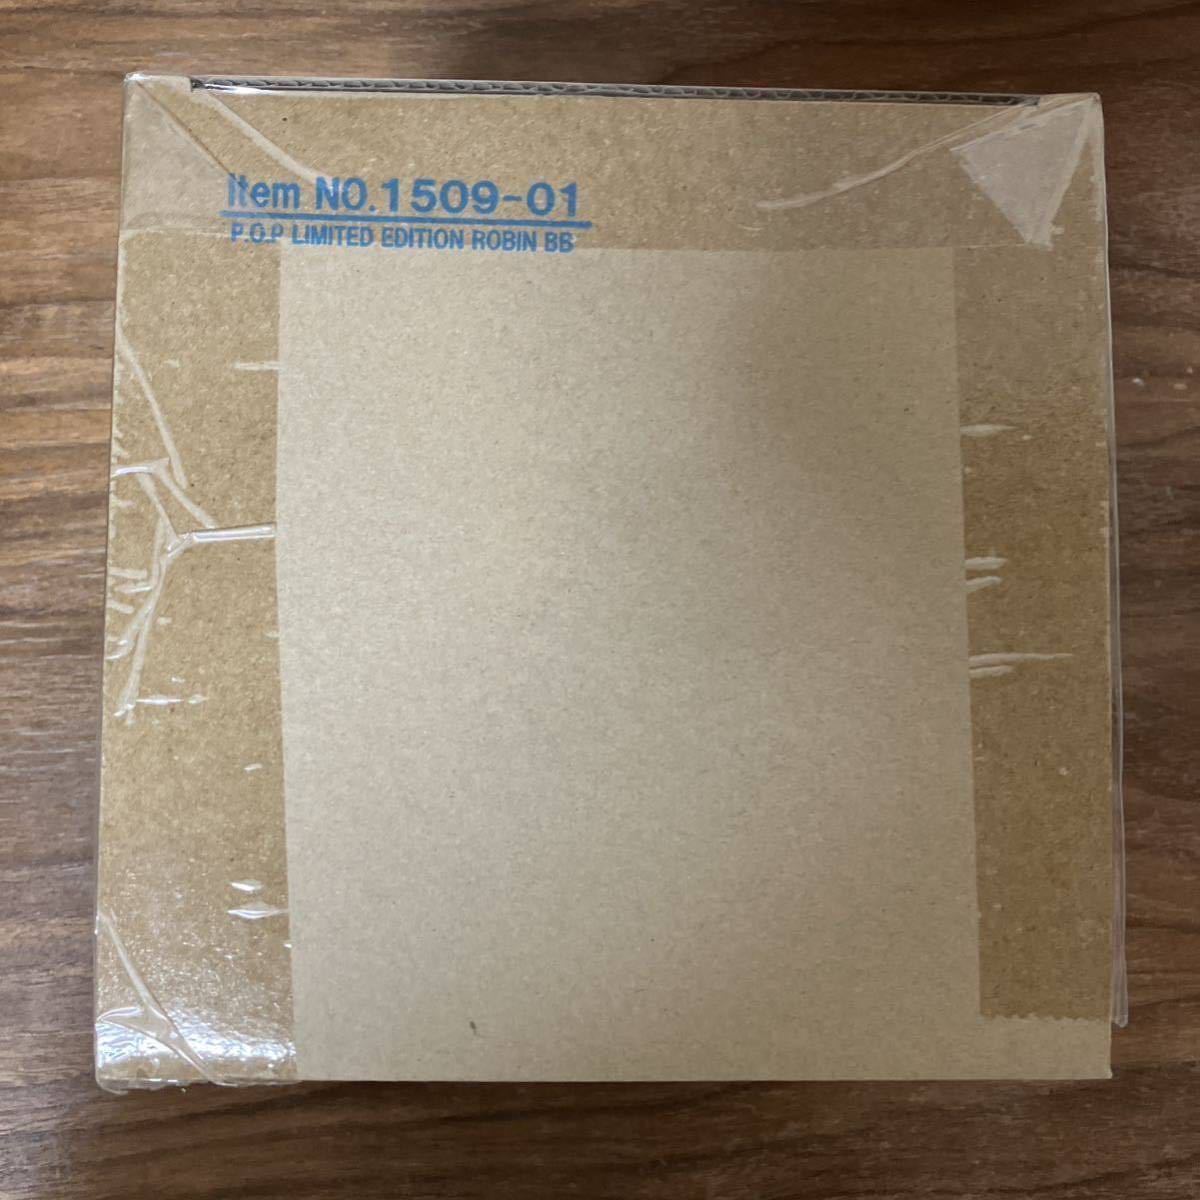 Item NO.1509-01
P.O.P LIMITED EDITION ROBIN BB